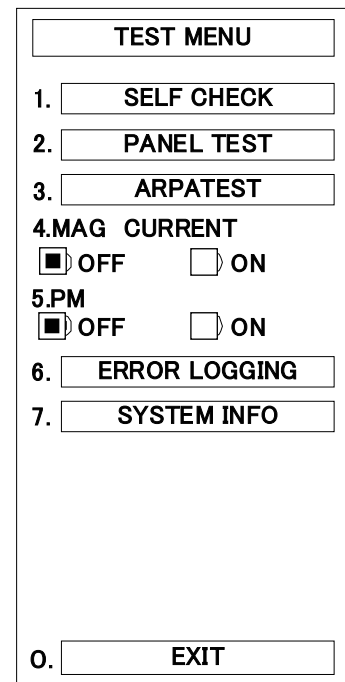 TEST MENU
1. SELF CHECK
2. PANEL TEST
3. ARPATEST
4.MAG CURRENT
OFF ON
5.PM
OFF ON
6. ERROR LOGGING
7. SYSTEM INFO
0. EXIT